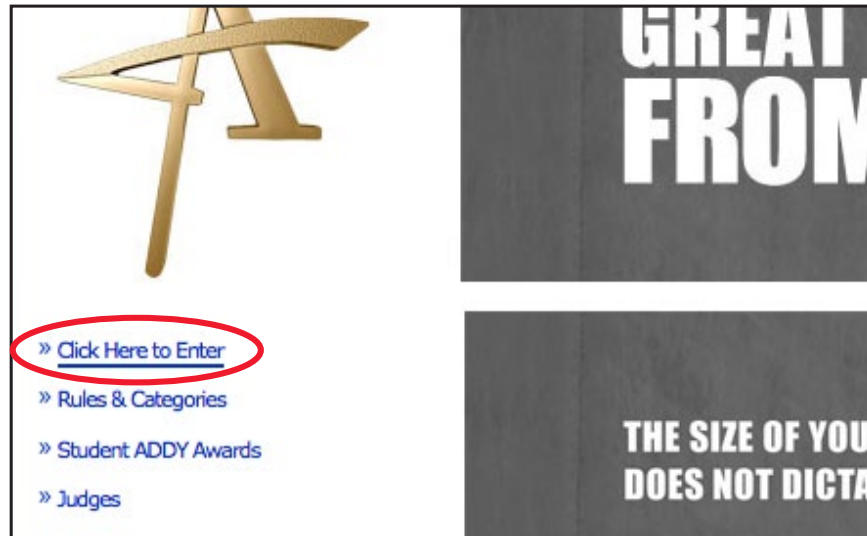 GREAT
FROM
» Click Here to Enter
» Rules & Categories
» Student ADDY Awards
» Judges
THE SIZE OF YOU
DOES NOT DICTA